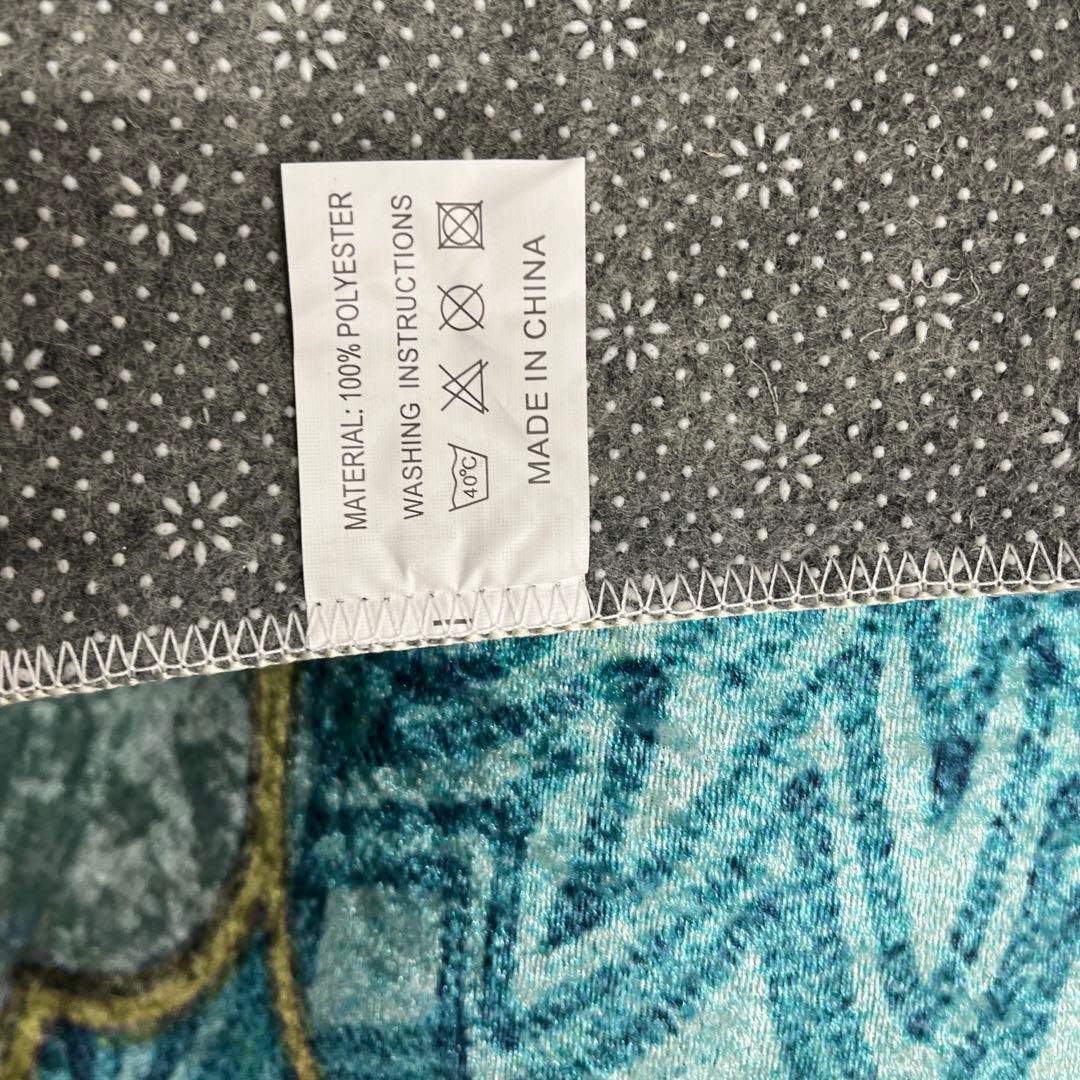 MATERIAL: 100% POLYESTER
WASHING INSTRUCTIONS
40°C
MADE IN CHINA